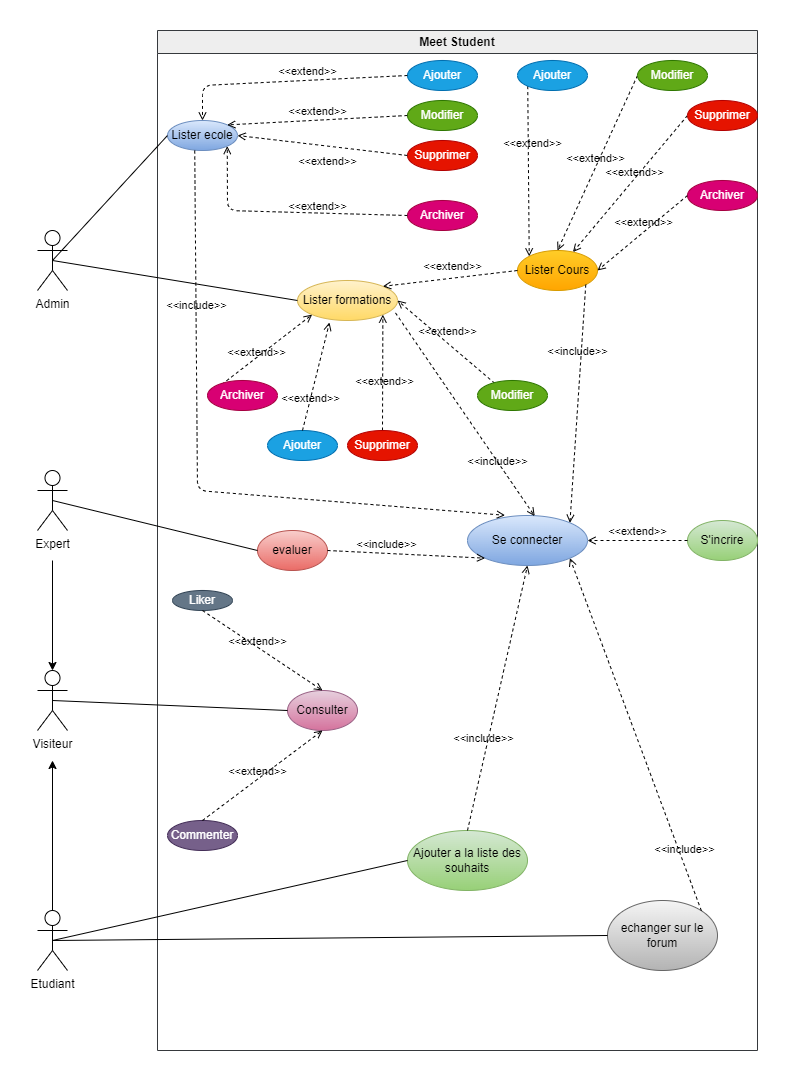 Meet Student
<<extend>>
Ajouter
Ajouter
Modifier
<<extend>>
Modifier
Supprimer
Lister ecole
<<extend>>
<<extend>>
Supprimer
<<extend>>
<<extend>>
Archiver
<<extend>>
Archiver
<<extend>>
Lister Cours
<<extend>>
Admin
<<include>>
Lister formations
<<extend>>
<<extend>>
<<include>>
<<extend>>
Archiver
<<extend>>
Modifier
Ajouter
Supprimer
<<include>>
Expert
evaluer
<<include>>
Se connecter
<<extend>>
S'incrire
Liker
<<extend>>
Visiteur
Consulter
<<include>>
<<extend>>
Commenter
Ajouter a la liste des
souhaits
<<include>>
echanger sur le
forum
Etudiant